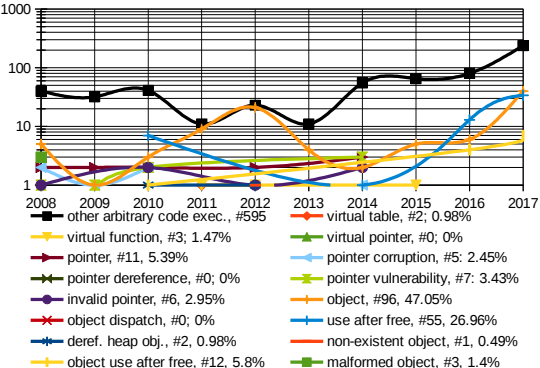 1000
100
10
1
2008 2009 2010 2011 2012 2013 2014 2015 2016 2017
other arbitrary code exec., #595 virtual table, #2; 0.98%
virtual function, #3; 1.47% virtual pointer, #0; 0%
pointer, #11, 5.39% pointer corruption, #5: 2.45%
pointer dereference, #0; 0% pointer vulnerability, #7: 3.43%
invalid pointer, #6, 2.95% object, #96, 47.05%
object dispatch, #0; 0% use after free, #55, 26.96%
deref. heap obj., #2, 0.98% non-existent object, #1, 0.49%
object use after free, #12, 5.8% malformed object, #3, 1.4%